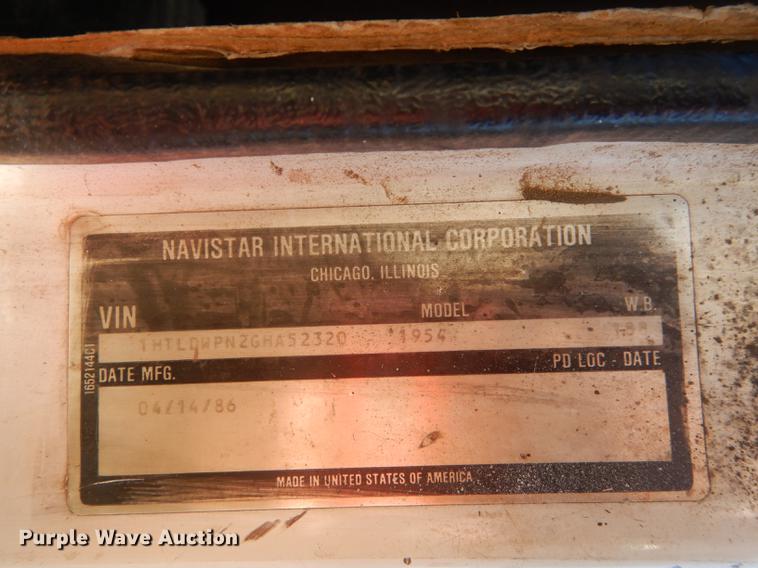 NAVISTAR INTERNATIONAL CORPORATION
CHICAGO, ILLINOIS
VIN MODEL W.B.
1HTLDWPN2GHA52320 1954
DATE MFG. PD LOC - DATE
04/14/86
1652144C1
MADE IN UNITED STATES OF AMERICA
Purple Wave Auction